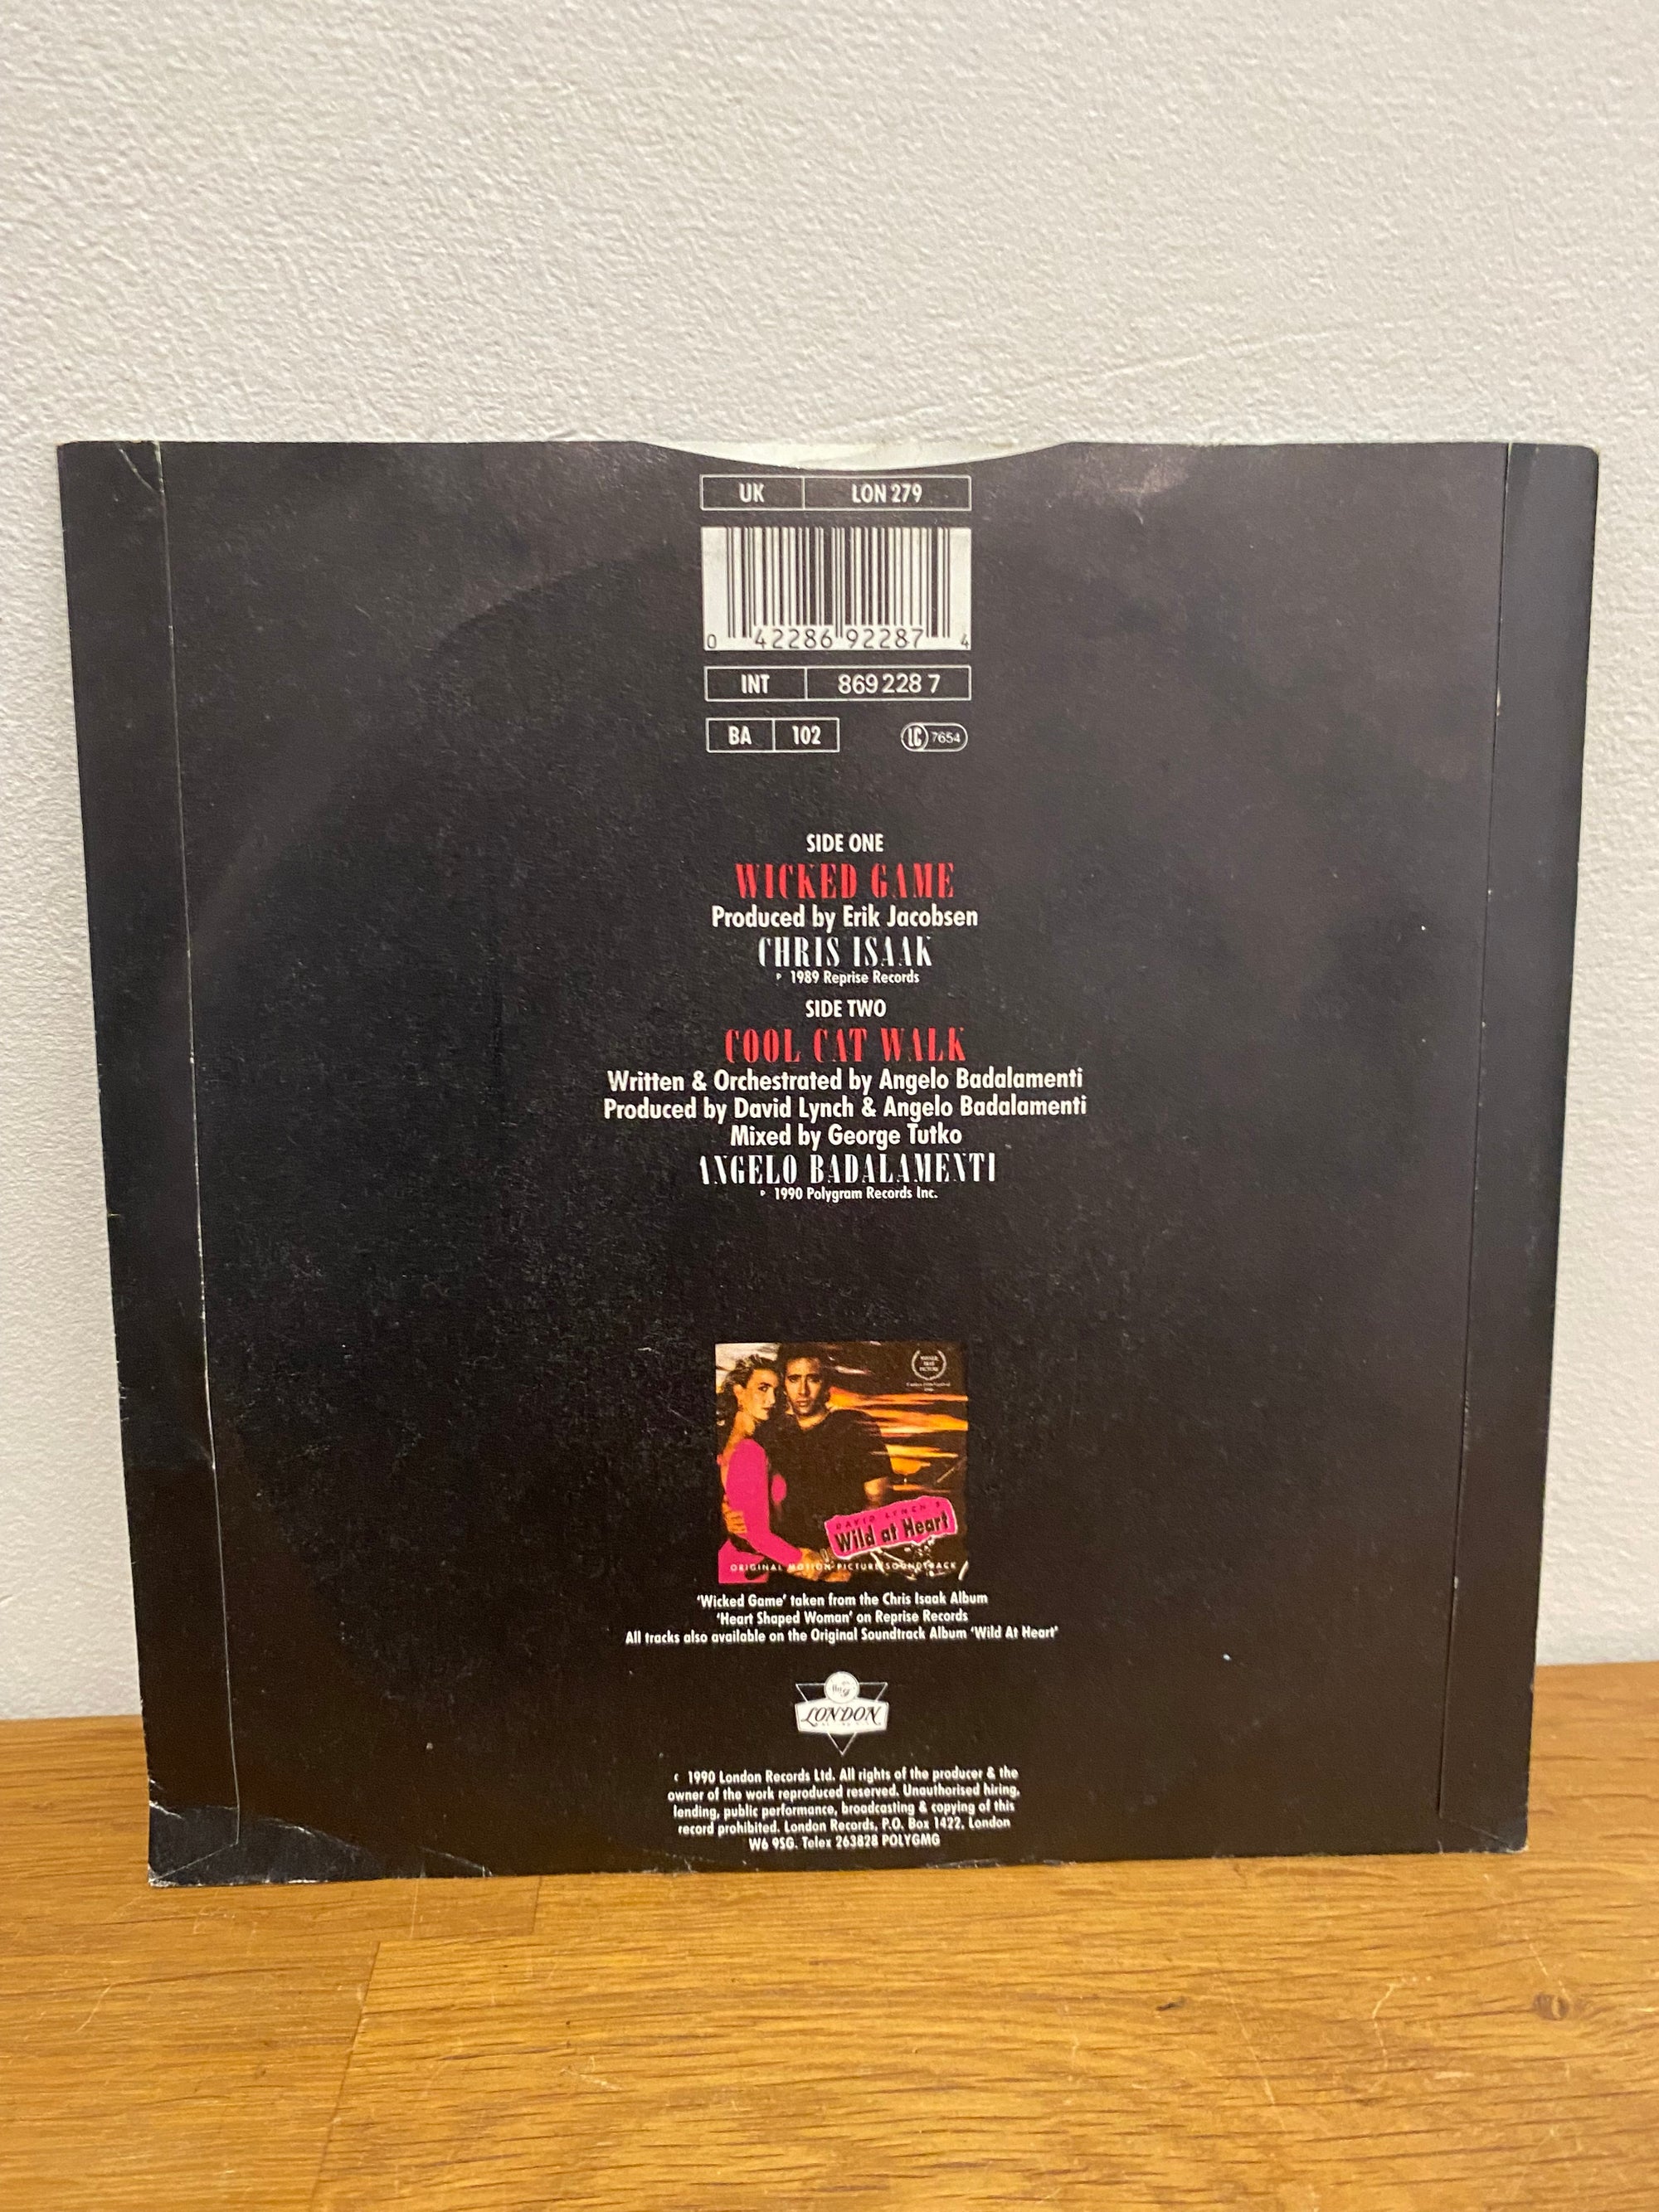 UK LON 279
0 42286 92287 4
INT 869 228 7
BA 102 LC 7654
SIDE ONE
WICKED GAME
Produced by Erik Jacobsen
CHRIS ISAAK
P 1989 Reprise Records
SIDE TWO
COOL CAT WALK
Written & Orchestrated by Angelo Badalamenti
Produced by David Lynch & Angelo Badalamenti
Mixed by George Tutko
ANGELO BADALAMENTI
P 1990 Polygram Records Inc.
WINNER
BEST
PICTURE
DAVID LYNCH'S
Wild at Heart
ORIGINAL MOTION PICTURE SOUNDTRACK
'Wicked Game' taken from the Chris Isaak Album
'Heart Shaped Woman' on Reprise Records
All tracks also available on the Original Soundtrack Album 'Wild At Heart'
LONDON
c 1990 London Records Ltd. All rights of the producer & the
owner of the work reproduced reserved. Unauthorised hiring,
lending, public performance, broadcasting & copying of this
record prohibited. London Records, P.O. Box 1422, London
W6 9SG. Telex 263828 POLYGMG